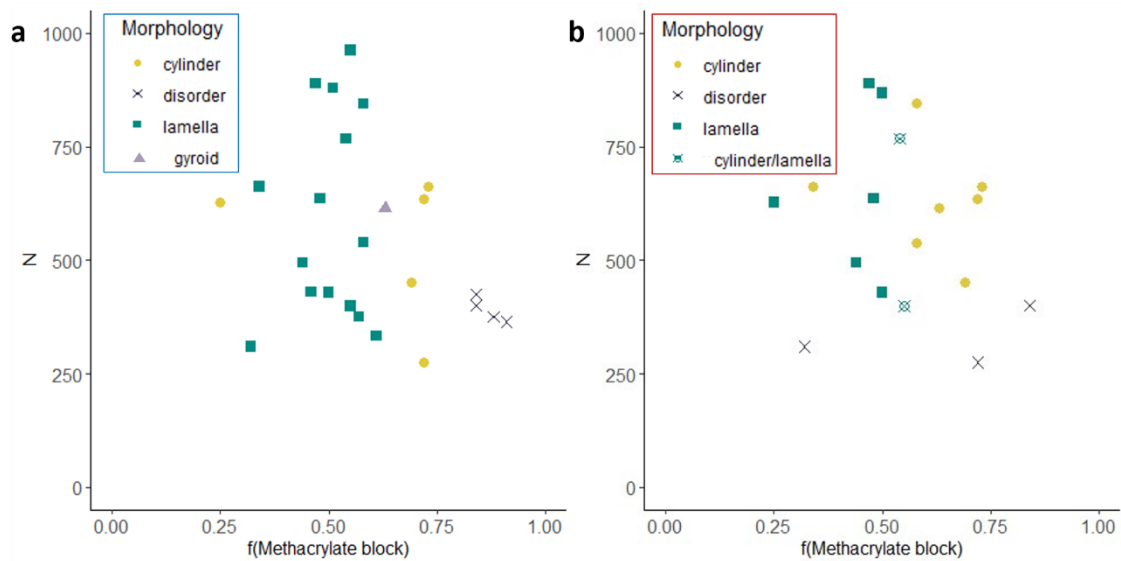 a
Morphology
cylinder
disorder
lamella
gyroid
1000
750
500
250
0
N
0.00 0.25 0.50 0.75 1.00
f(Methacrylate block)
b
Morphology
cylinder
disorder
lamella
cylinder/lamella
1000
750
500
250
0
N
0.00 0.25 0.50 0.75 1.00
f(Methacrylate block)